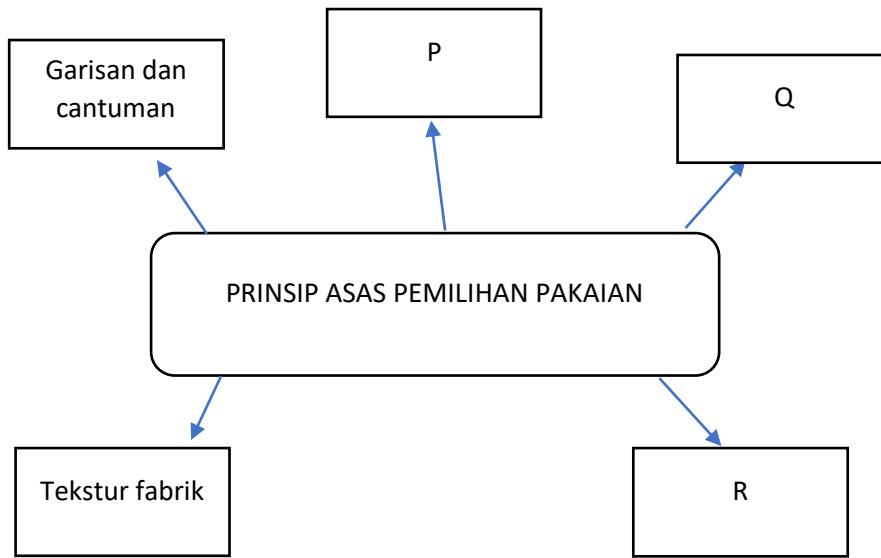 Garisan dan
cantuman
P
Q
PRINSIP ASAS PEMILIHAN PAKAIAN
Tekstur fabrik
R